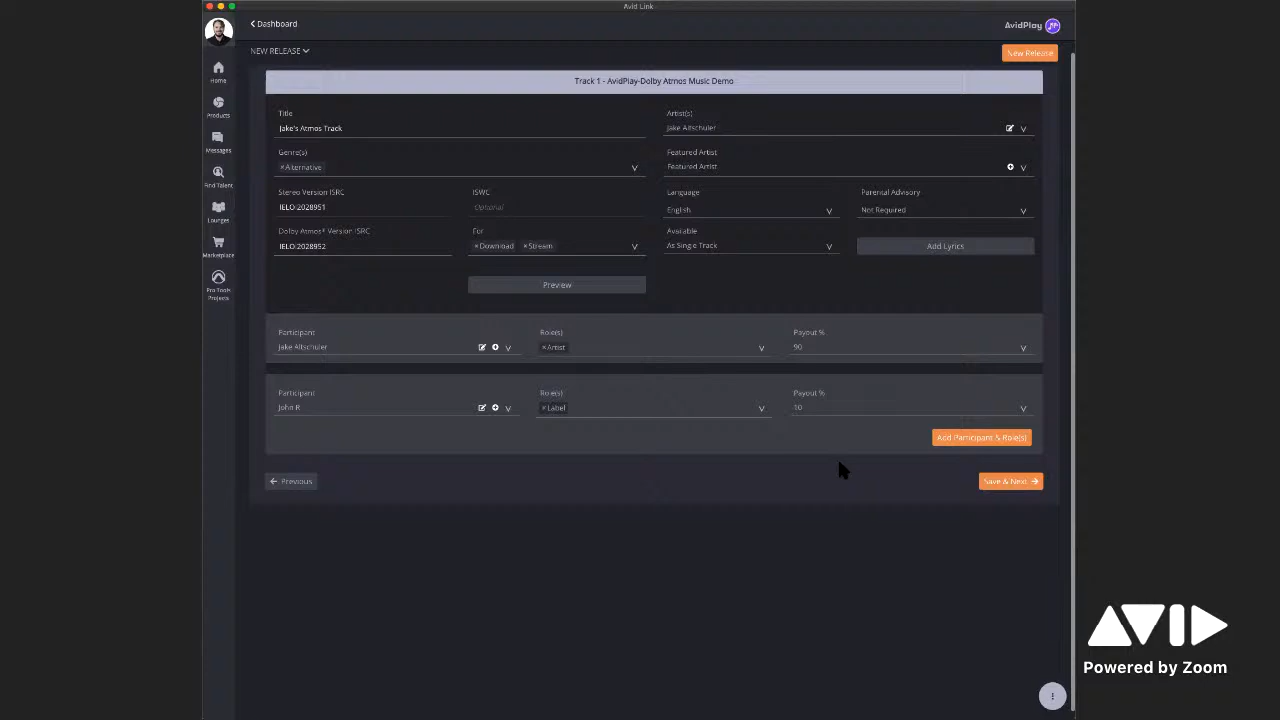 Avid Link
Dashboard
AvidPlay
NEW RELEASE
New Release
Home
Products
Messages
Find Talent
Lounges
Marketplace
Pro Tools
Projects
Track 1 - AvidPlay-Dolby Atmos Music Demo
Title
Jake's Atmos Track
Artist(s)
Jake Altschuler
Genre(s)
×Alternative
Featured Artist
Featured Artist
Stereo Version ISRC
IELOI2028951
ISWC
Optional
Language
English
Parental Advisory
Not Required
Dolby Atmos® Version ISRC
IELOI2028952
For
×Download ×Stream
Available
As Single Track
Add Lyrics
Preview
Participant
Jake Altschuler
Role(s)
×Artist
Payout %
90
Participant
John R
Role(s)
×Label
Payout %
10
Add Participant & Role(s)
Previous
Save & Next
AVID
Powered by Zoom